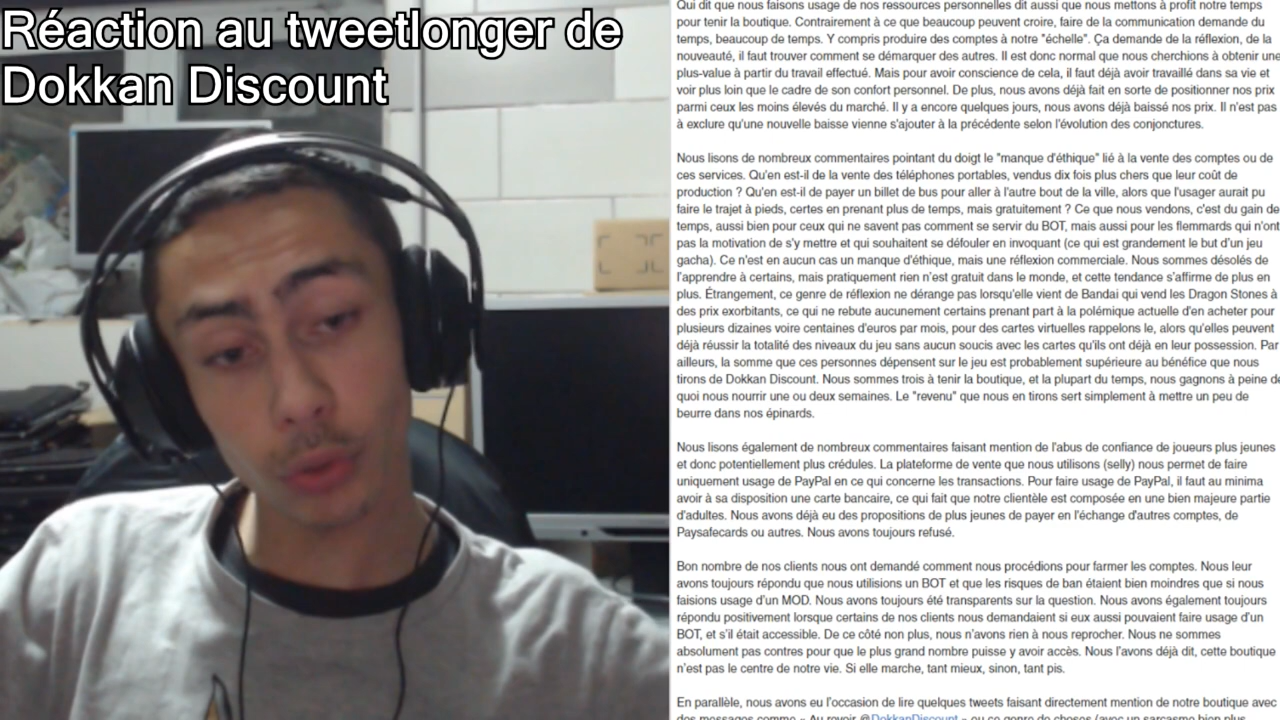 Réaction au tweetlonger de
Dokkan Discount
Qui dit que nous faisons usage de nos ressources personnelles dit aussi que nous mettons à profit notre temps
pour tenir la boutique. Contrairement à ce que beaucoup peuvent croire, faire de la communication demande du
temps, beaucoup de temps. Y compris produire des comptes à notre "échelle". Ça demande de la réflexion, de la
nouveauté, il faut trouver comment se démarquer des autres. Il est donc normal que nous cherchions à obtenir une
plus-value à partir du travail effectué. Mais pour avoir conscience de cela, il faut déjà avoir travaillé dans sa vie et
voir plus loin que le cadre de son confort personnel. De plus, nous avons déjà fait en sorte de positionner nos prix
parmi ceux les moins élevés du marché. Il y a encore quelques jours, nous avons déjà baissé nos prix. Il n'est pas
à exclure qu'une nouvelle baisse vienne s'ajouter à la précédente selon l'évolution des conjonctures.
Nous lisons de nombreux commentaires pointant du doigt le "manque d'éthique" lié à la vente des comptes ou de
ces services. Qu'en est-il de la vente des téléphones portables, vendus dix fois plus chers que leur coût de
production ? Qu'en est-il de payer un billet de bus pour aller à l'autre bout de la ville, alors que l'usager aurait pu
faire le trajet à pieds, certes en prenant plus de temps, mais gratuitement ? Ce que nous vendons, c'est du gain de
temps, aussi bien pour ceux qui ne savent pas comment se servir du BOT, mais aussi pour les flemmards qui n'ont
pas la motivation de s'y mettre et qui souhaitent se défouler en invoquant (ce qui est grandement le but d'un jeu
gacha). Ce n'est en aucun cas un manque d'éthique, mais une réflexion commerciale. Nous sommes désolés de
l'apprendre à certains, mais pratiquement rien n'est gratuit dans le monde, et cette tendance s'affirme de plus en
plus. Étrangement, ce genre de réflexion ne dérange pas lorsqu'elle vient de Bandai qui vend les Dragon Stones à
des prix exorbitants, ce qui ne rebute aucunement certains prenant part à la polémique actuelle d'en acheter pour
plusieurs dizaines voire centaines d'euros par mois, pour des cartes virtuelles rappelons le, alors qu'elles peuvent
déjà réussir la totalité des niveaux du jeu sans aucun soucis avec les cartes qu'ils ont déjà en leur possession. Par
ailleurs, la somme que ces personnes dépensent sur le jeu est probablement supérieure au bénéfice que nous
tirons de Dokkan Discount. Nous sommes trois à tenir la boutique, et la plupart du temps, nous gagnons à peine de
quoi nous nourrir une ou deux semaines. Le "revenu" que nous en tirons sert simplement à mettre un peu de
beurre dans nos épinards.
Nous lisons également de nombreux commentaires faisant mention de l'abus de confiance de joueurs plus jeunes
et donc potentiellement plus crédules. La plateforme de vente que nous utilisons (selly) nous permet de faire
uniquement usage de PayPal en ce qui concerne les transactions. Pour faire usage de PayPal, il faut au minima
avoir à sa disposition une carte bancaire, ce qui fait que notre clientèle est composée en une bien majeure partie
d'adultes. Nous avons déjà eu des propositions de plus jeunes de payer en l'échange d'autres comptes, de
Paysafecards ou autres. Nous avons toujours refusé.
Bon nombre de nos clients nous ont demandé comment nous procédions pour farmer les comptes. Nous leur
avons toujours répondu que nous utilisions un BOT et que les risques de ban étaient bien moindres que si nous
faisions usage d'un MOD. Nous avons toujours été transparents sur la question. Nous avons également toujours
répondu positivement lorsque certains de nos clients nous demandaient si eux aussi pouvaient faire usage d'un
BOT, et s'il était accessible. De ce côté non plus, nous n'avons rien à nous reprocher. Nous ne sommes
absolument pas contres pour que le plus grand nombre puisse y avoir accès. Nous l'avons déjà dit, cette boutique
n'est pas le centre de notre vie. Si elle marche, tant mieux, sinon, tant pis.
En parallèle, nous avons eu l'occasion de lire quelques tweets faisant directement mention de notre boutique avec
des messages comme « Au revoir @DokkanDiscount » ou ce genre de choses (avec un sarcasme bien plus